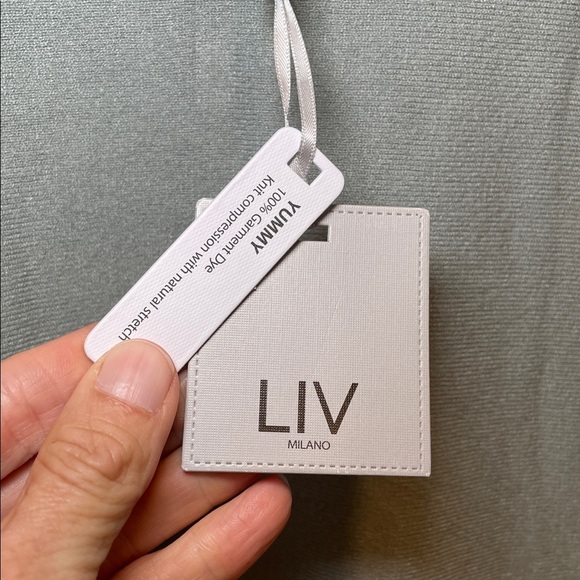 YUMMY
100% Garment Dye
Knit compression with natural stretch
LIV
MILANO